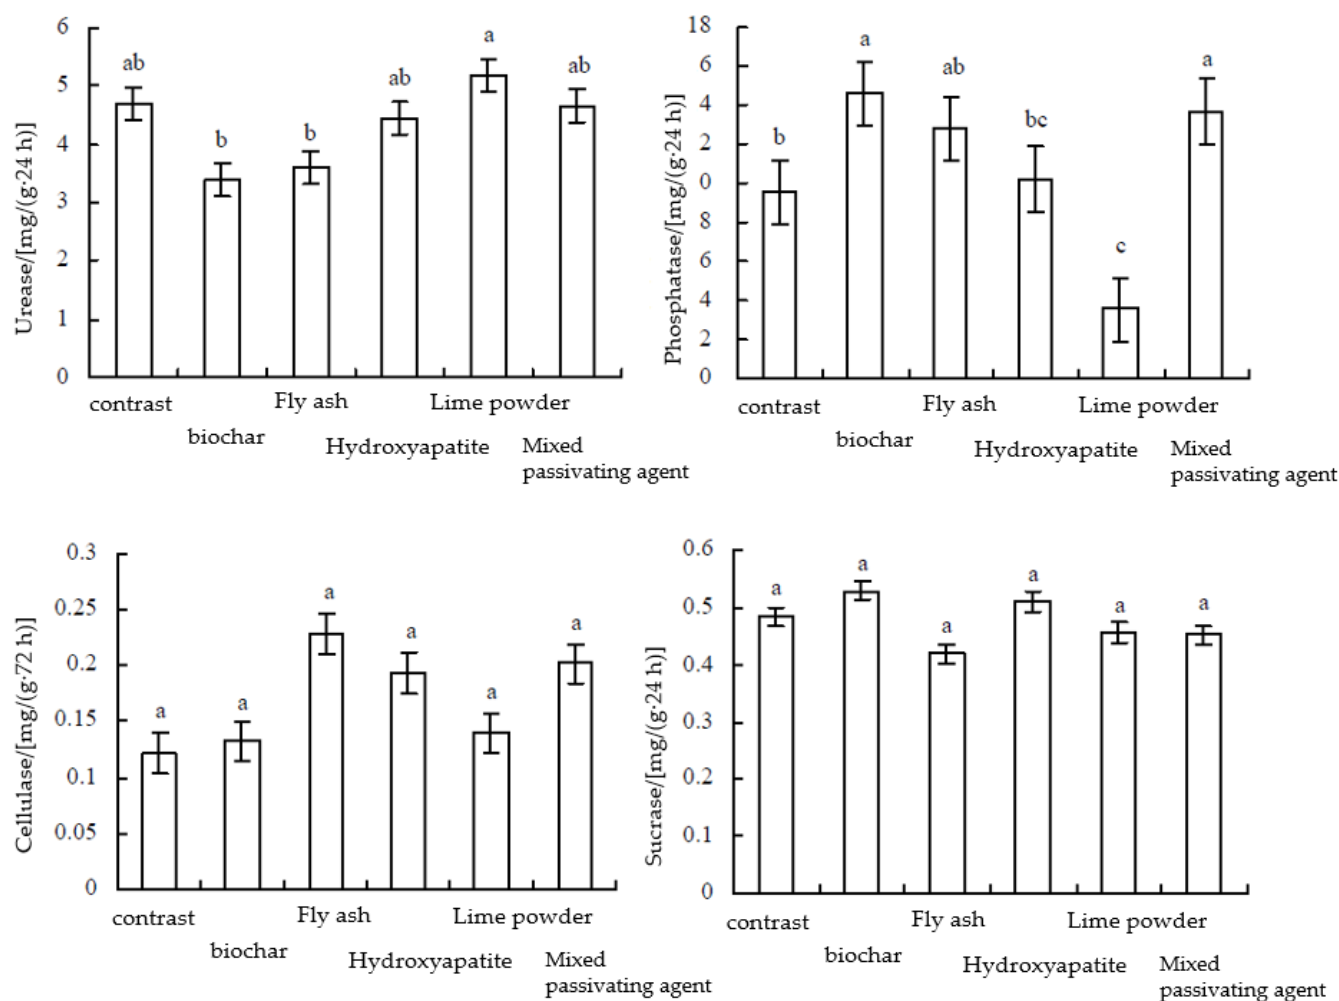 Urease/[mg/(g·24 h)]
6
5
4
3
2
1
0
ab
b
b
ab
a
ab
contrast
biochar
Fly ash
Hydroxyapatite
Lime powder
Mixed
passivating agent
Phosphatase/[mg/(g·24 h)]
18
6
4
2
0
8
6
4
2
0
b
a
ab
bc
c
a
contrast
biochar
Fly ash
Hydroxyapatite
Lime powder
Mixed
passivating agent
Cellulase/[mg/(g·72 h)]
0.3
0.25
0.2
0.15
0.1
0.05
0
a
a
a
a
a
a
contrast
biochar
Fly ash
Hydroxyapatite
Lime powder
Mixed
passivating agent
Sucrase/[mg/(g·24 h)]
0.6
0.5
0.4
0.3
0.2
0.1
0
a
a
a
a
a
a
contrast
biochar
Fly ash
Hydroxyapatite
Lime powder
Mixed
passivating agent